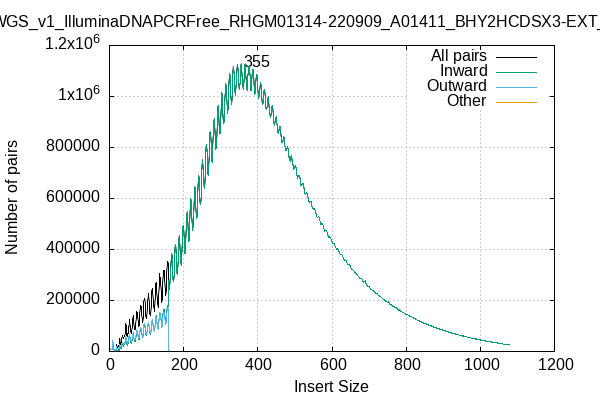 WGS_v1_IlluminaDNAPCRFree_RHGM01314-220909_A01411_BHY2HCDSX3-EXT_
1.2x10⁶
1x10⁶
800000
600000
400000
200000
0
Number of pairs
355
All pairs
Inward
Outward
Other
0 200 400 600 800 1000 1200
Insert Size